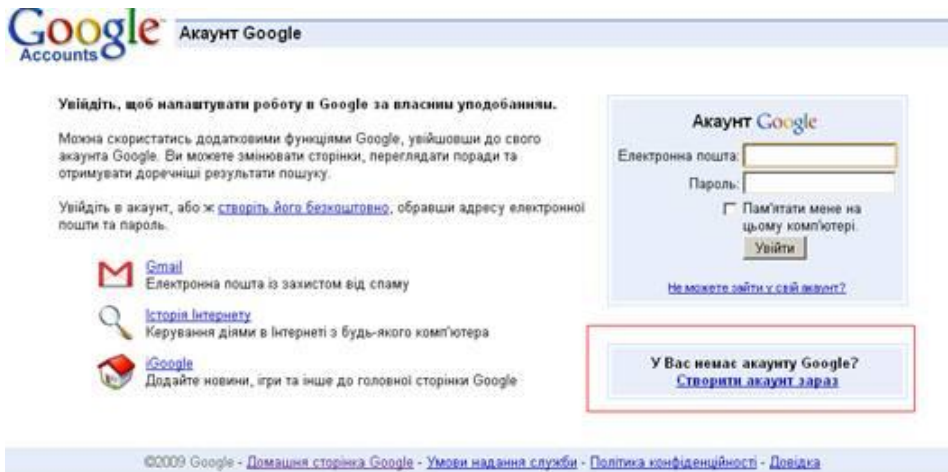 Google
Accounts
Акаунт Google
Увійдіть, щоб налаштувати роботу в Google за власним уподобанням.
Можна скористатись додатковими функціями Google, увійшовши до свого
акаунта Google. Ви можете змінювати сторінки, переглядати поради та
отримувати доречніші результати пошуку.
Увійдіть в акаунт, або ж створіть його безкоштовно, обравши адресу електронної
пошти та пароль.
Gmail
Електронна пошта із захистом від спаму
Історія Інтернету
Керування діями в Інтернеті з будь-якого комп'ютера
iGoogle
Додайте новини, ігри та інше до головної сторінки Google
Акаунт Google
Електронна пошта:
Пароль:
Пам'ятати мене на
цьому комп'ютері.
Увійти
Не можете зайти у свій акаунт?
У Вас немає акаунту Google?
Створити акаунт зараз
©2009 Google - Домашня сторінка Google - Умови надання служби - Політика конфіденційності - Довідка